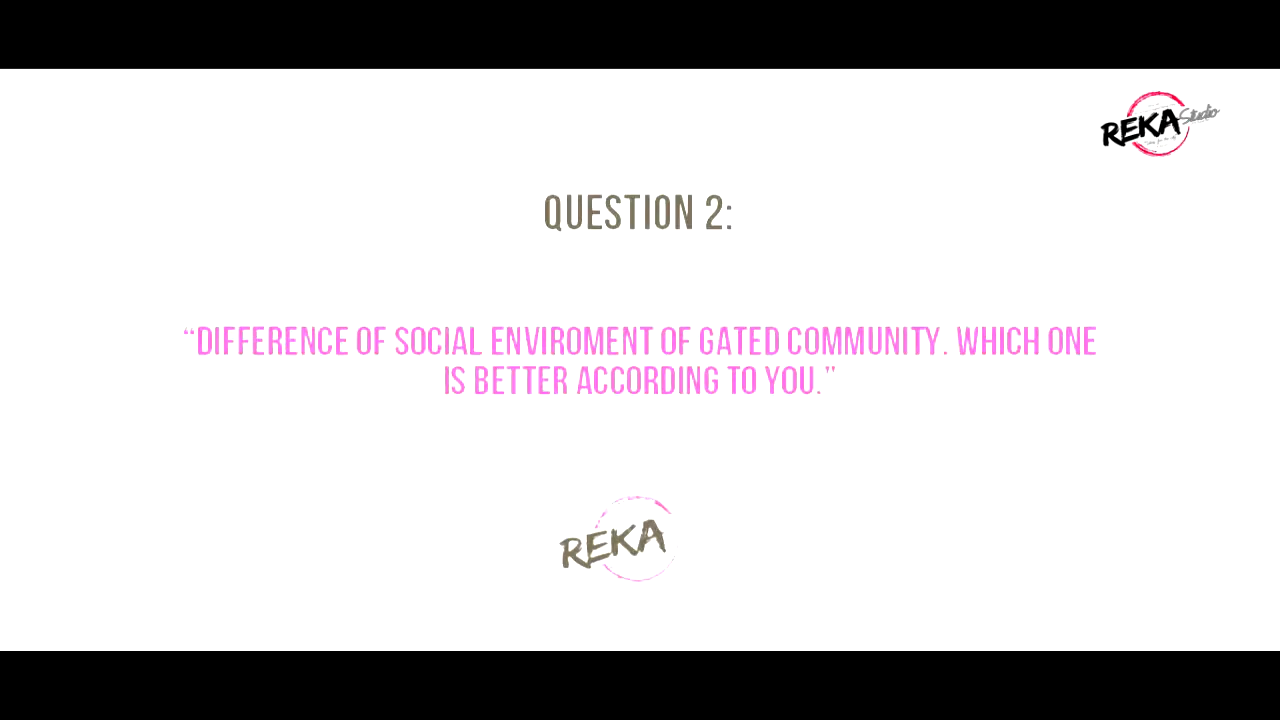 REKA Studio
QUESTION 2:
“DIFFERENCE OF SOCIAL ENVIROMENT OF GATED COMMUNITY. WHICH ONE
IS BETTER ACCORDING TO YOU."
REKA